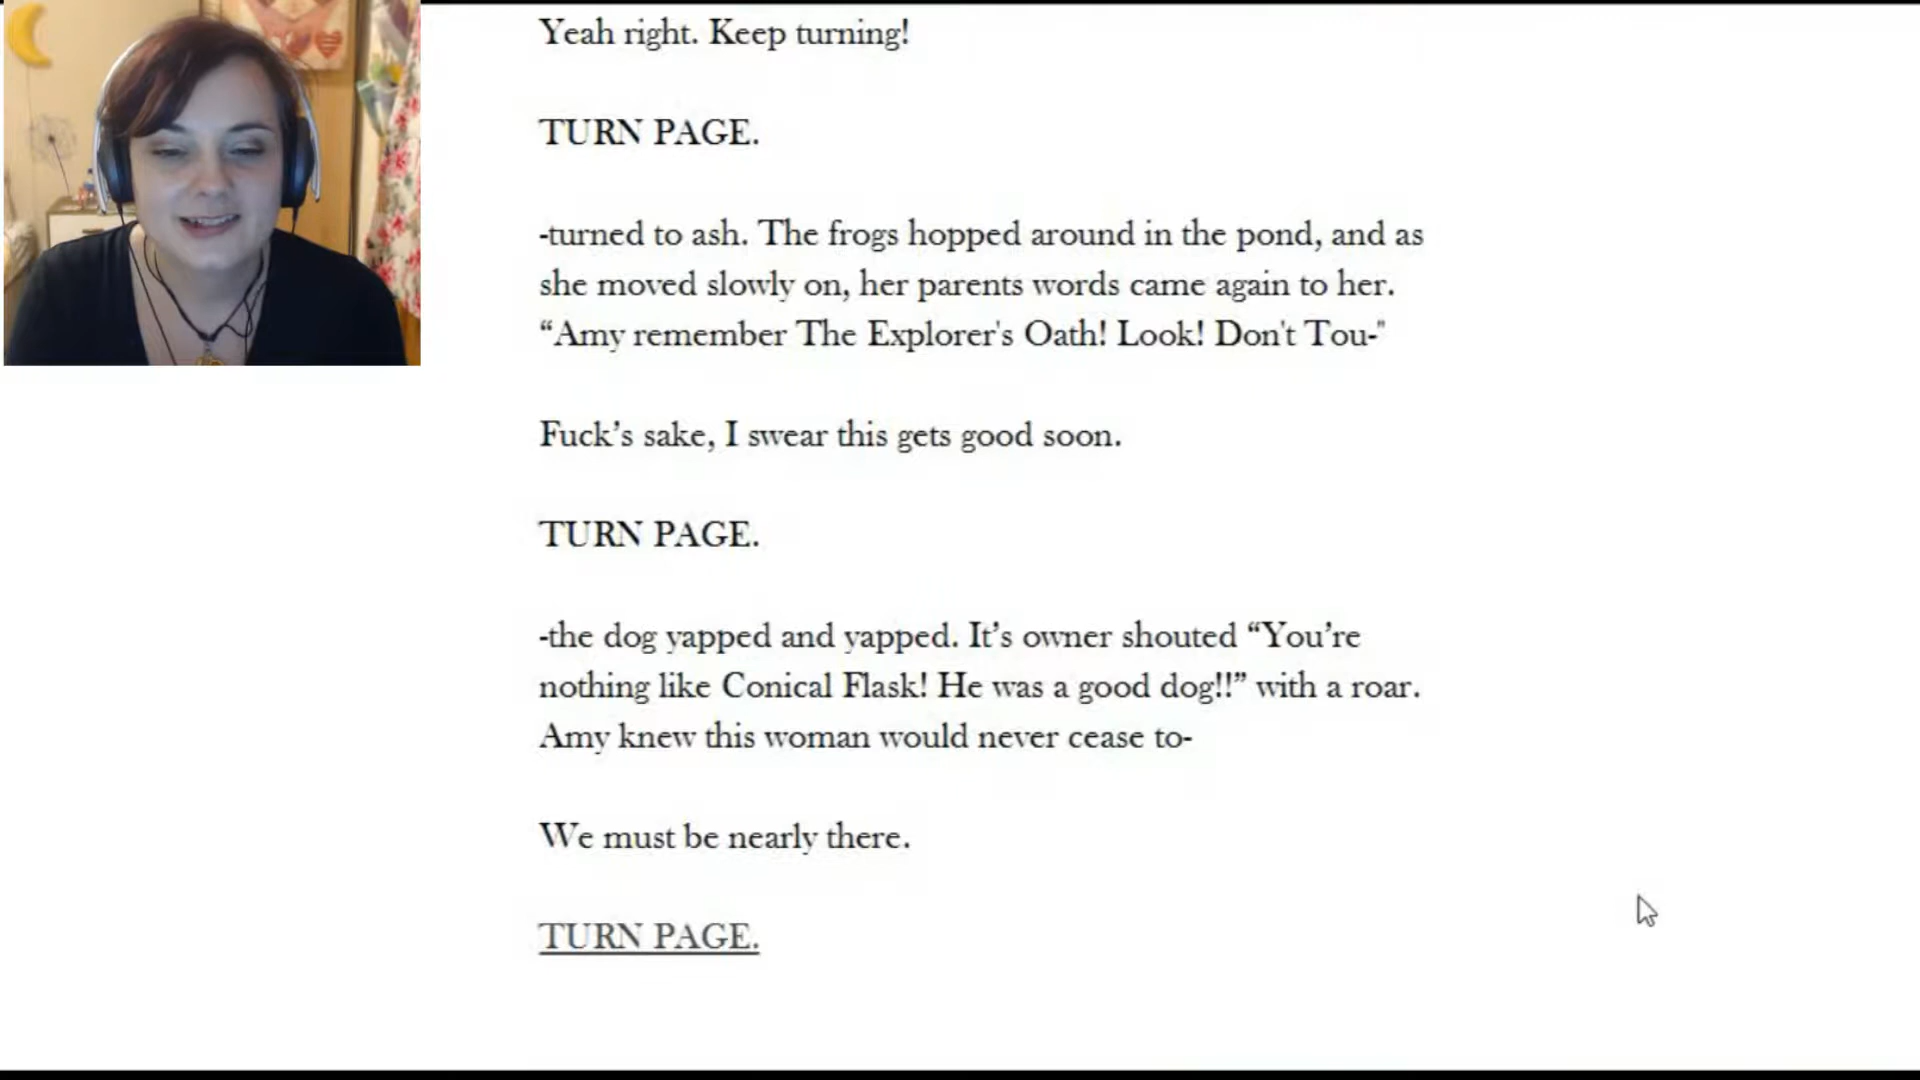 Yeah right. Keep turning!
TURN PAGE.
-turned to ash. The frogs hopped around in the pond, and as
she moved slowly on, her parents words came again to her.
“Amy remember The Explorer's Oath! Look! Don't Tou-"
Fuck’s sake, I swear this gets good soon.
TURN PAGE.
-the dog yapped and yapped. It’s owner shouted “You’re
nothing like Conical Flask! He was a good dog!!” with a roar.
Amy knew this woman would never cease to-
We must be nearly there.
TURN PAGE.